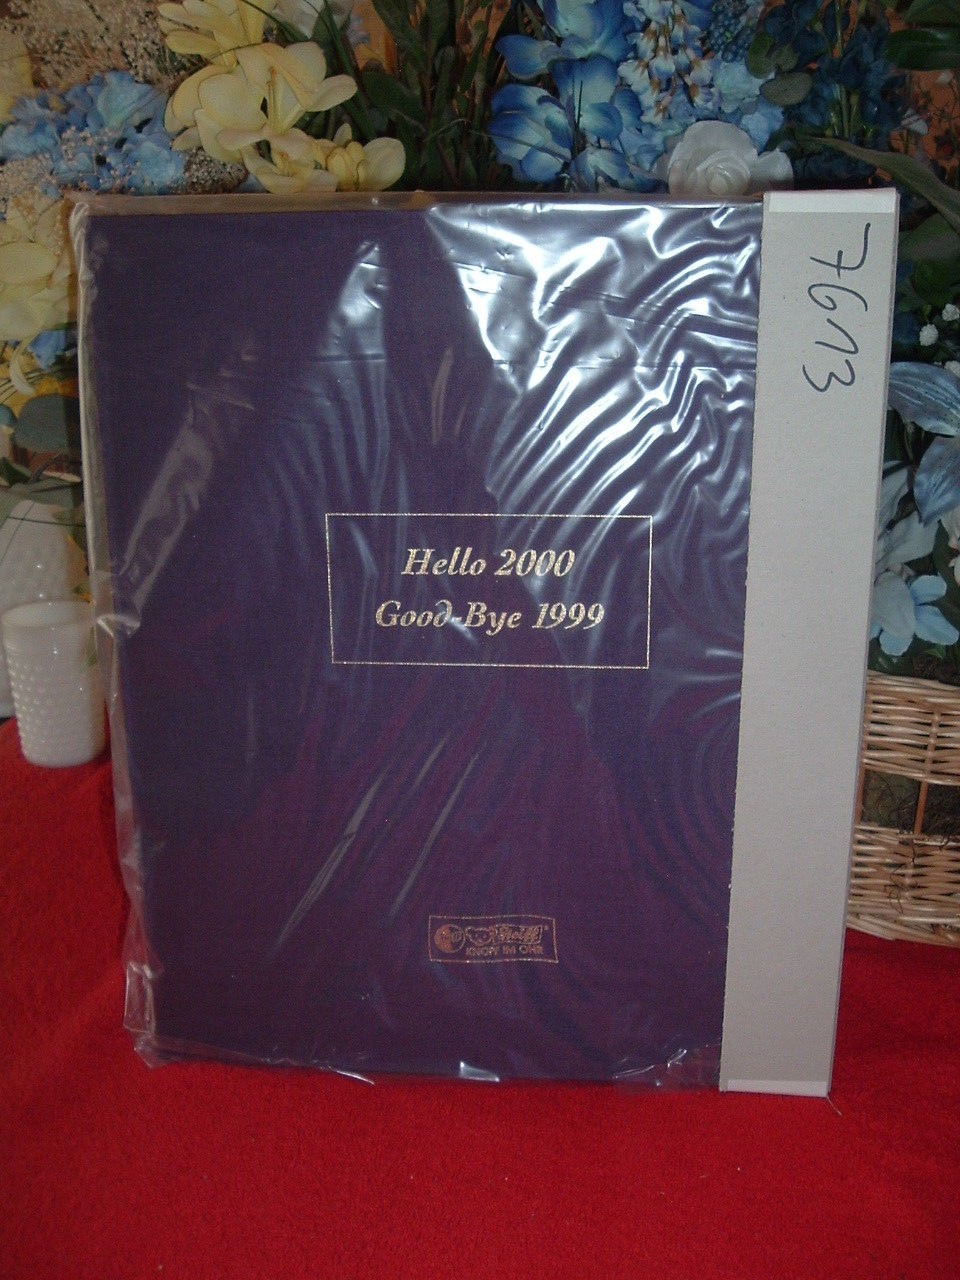 Hello 2000
Good-Bye 1999
Steiff
KNOPF IM OHR
7673